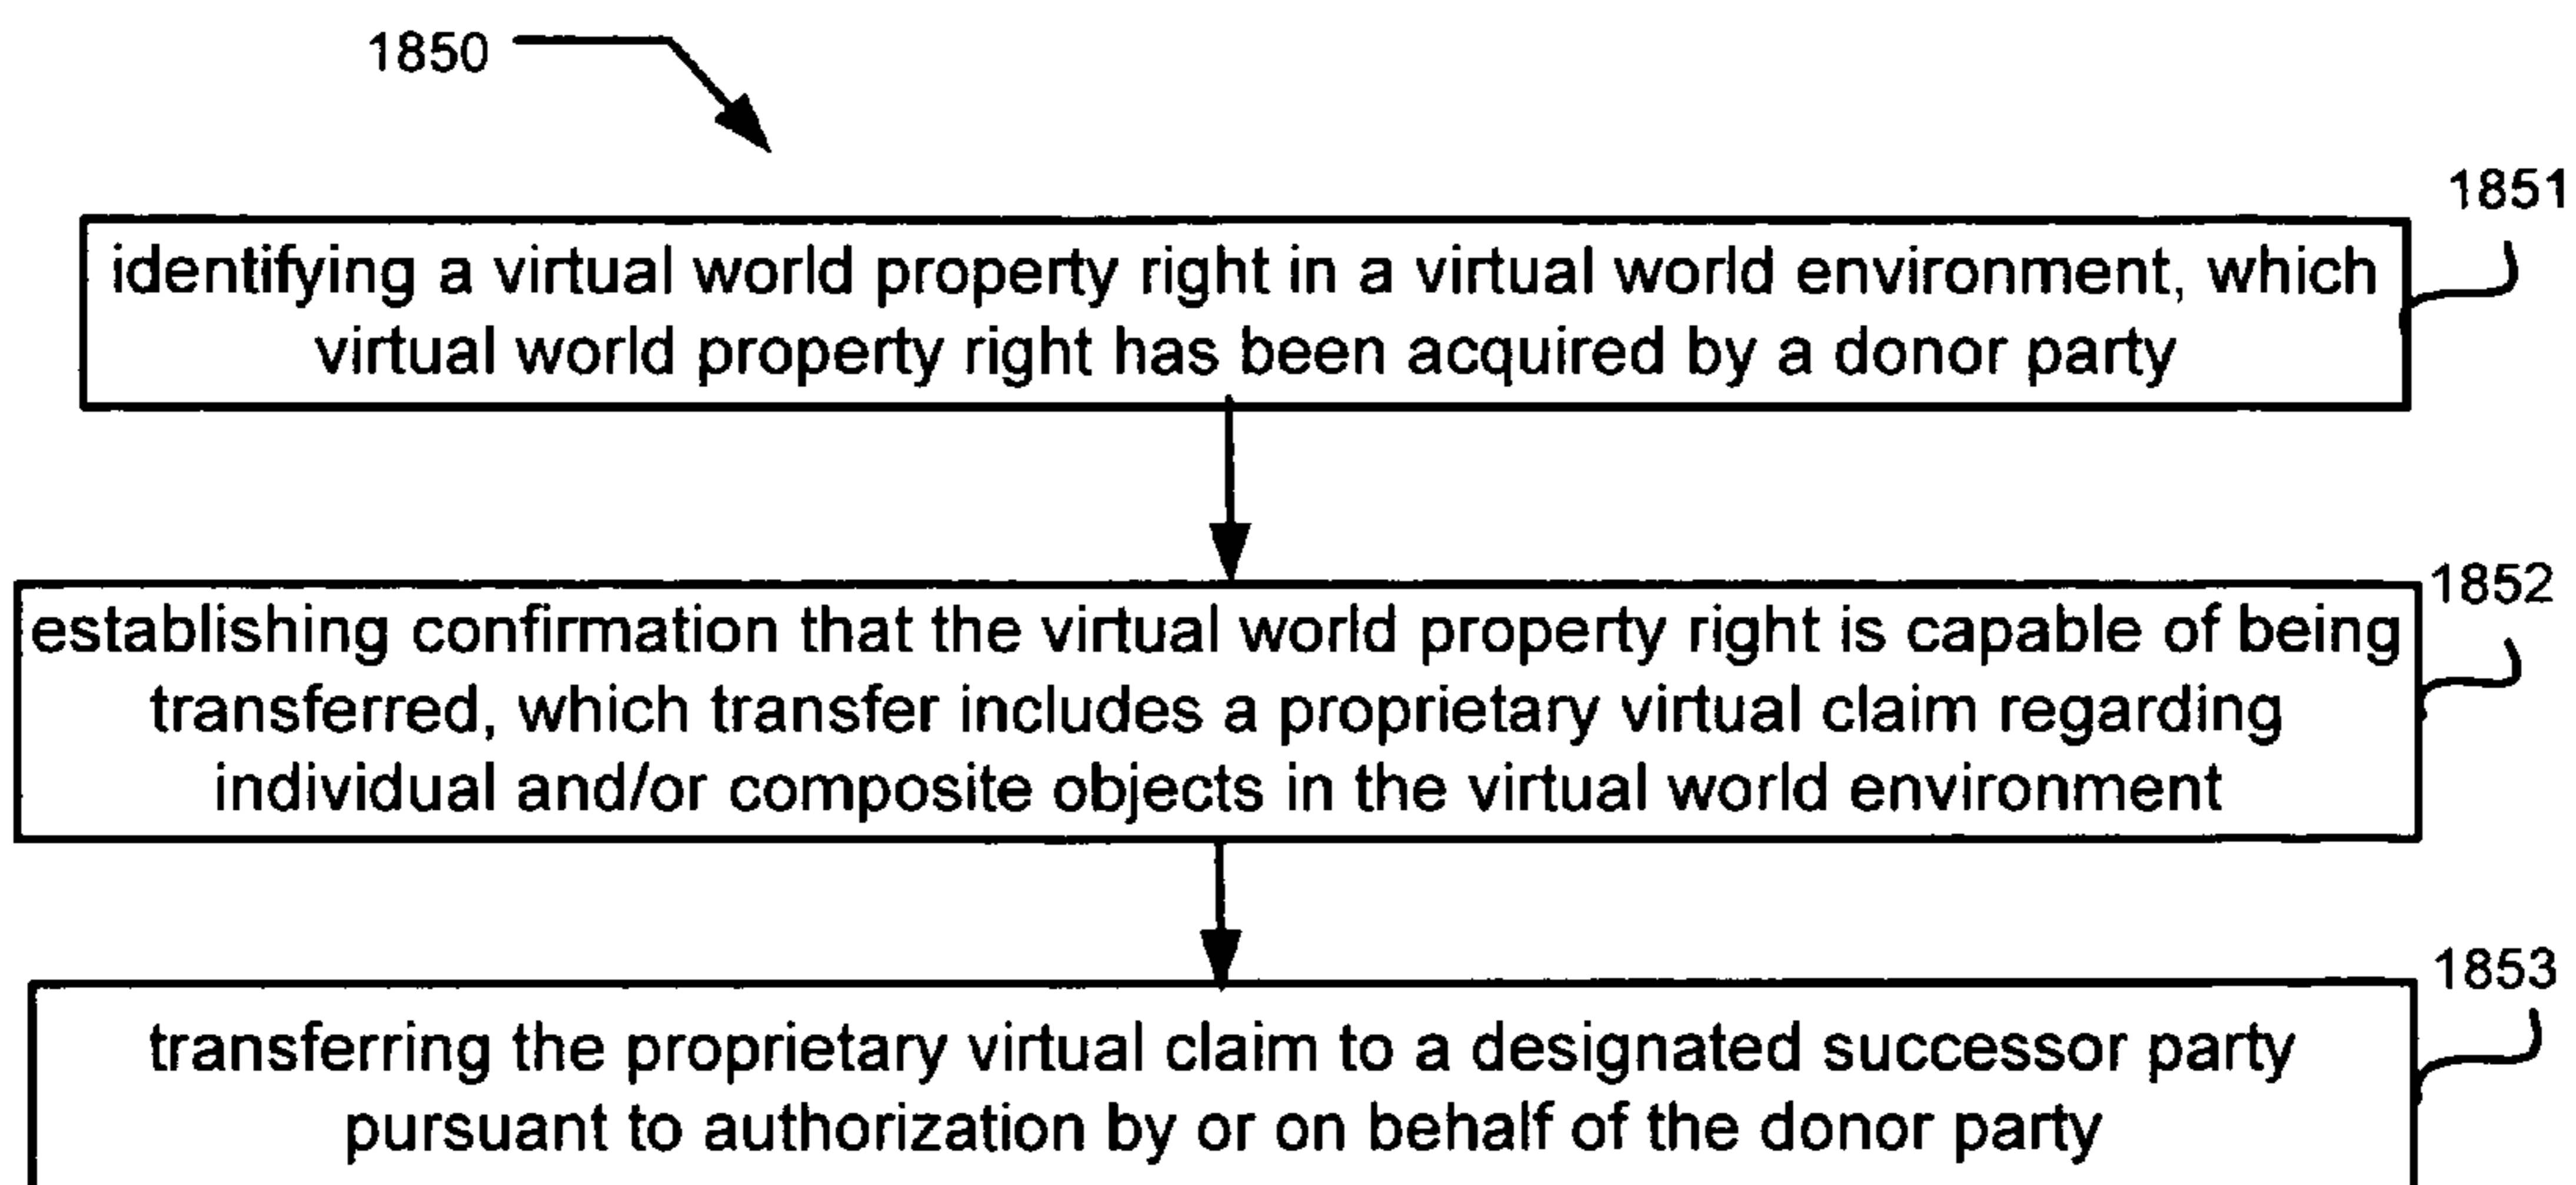 1850
1851
identifying a virtual world property right in a virtual world environment, which
virtual world property right has been acquired by a donor party
1852
establishing confirmation that the virtual world property right is capable of being
transferred, which transfer includes a proprietary virtual claim regarding
individual and/or composite objects in the virtual world environment
1853
transferring the proprietary virtual claim to a designated successor party
pursuant to authorization by or on behalf of the donor party